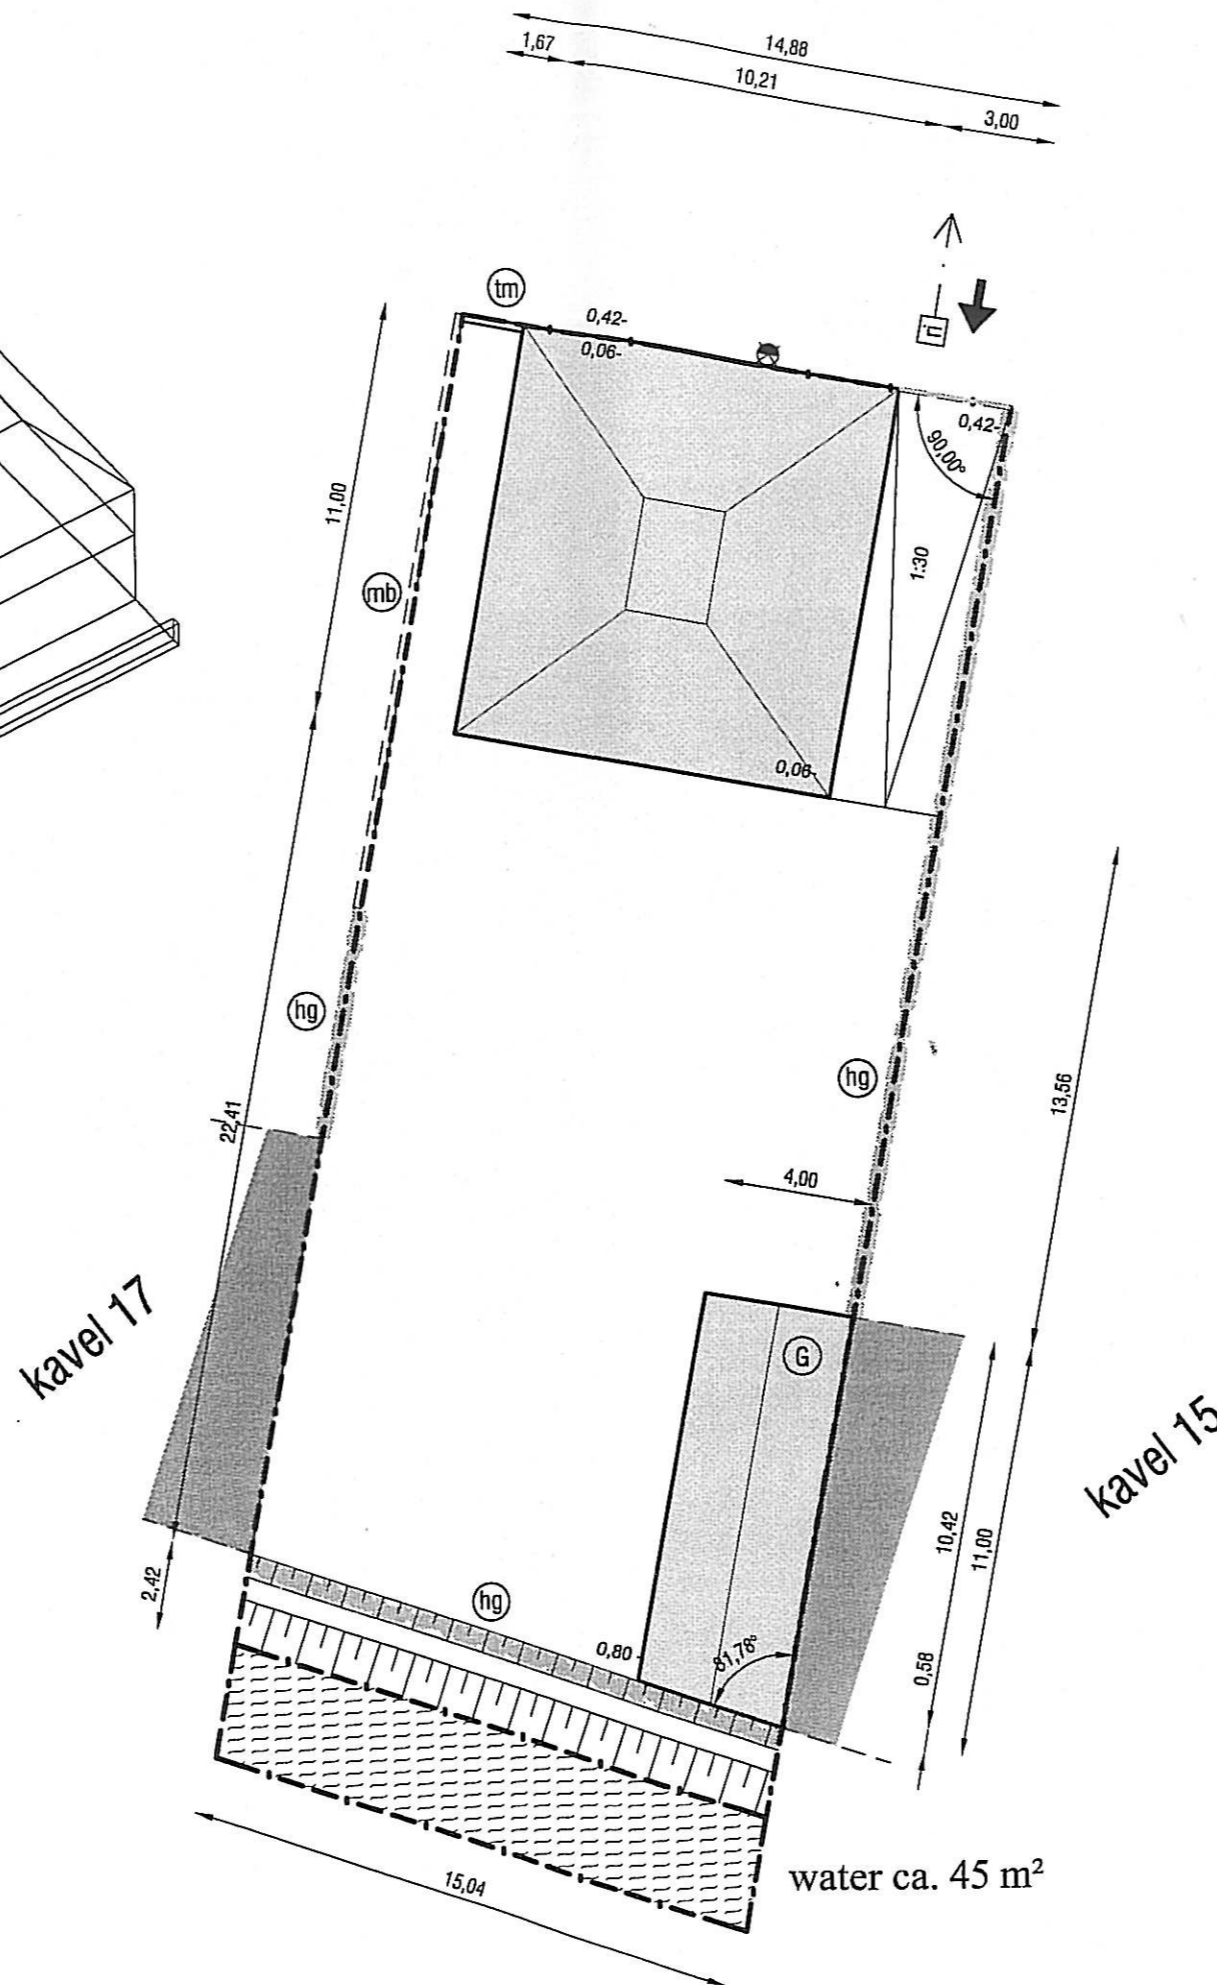 14,88
1,67
10,21
3,00
tm
0,42-
0,06-
0,42-
90,00°
11,00
mb
1:30
0,06-
hg
hg
22,41
13,56
4,00
kavel 17
G
kavel 15
10,42
11,00
2,42
hg
0,80
81,78°
0,58
water ca. 45 m²
15,04